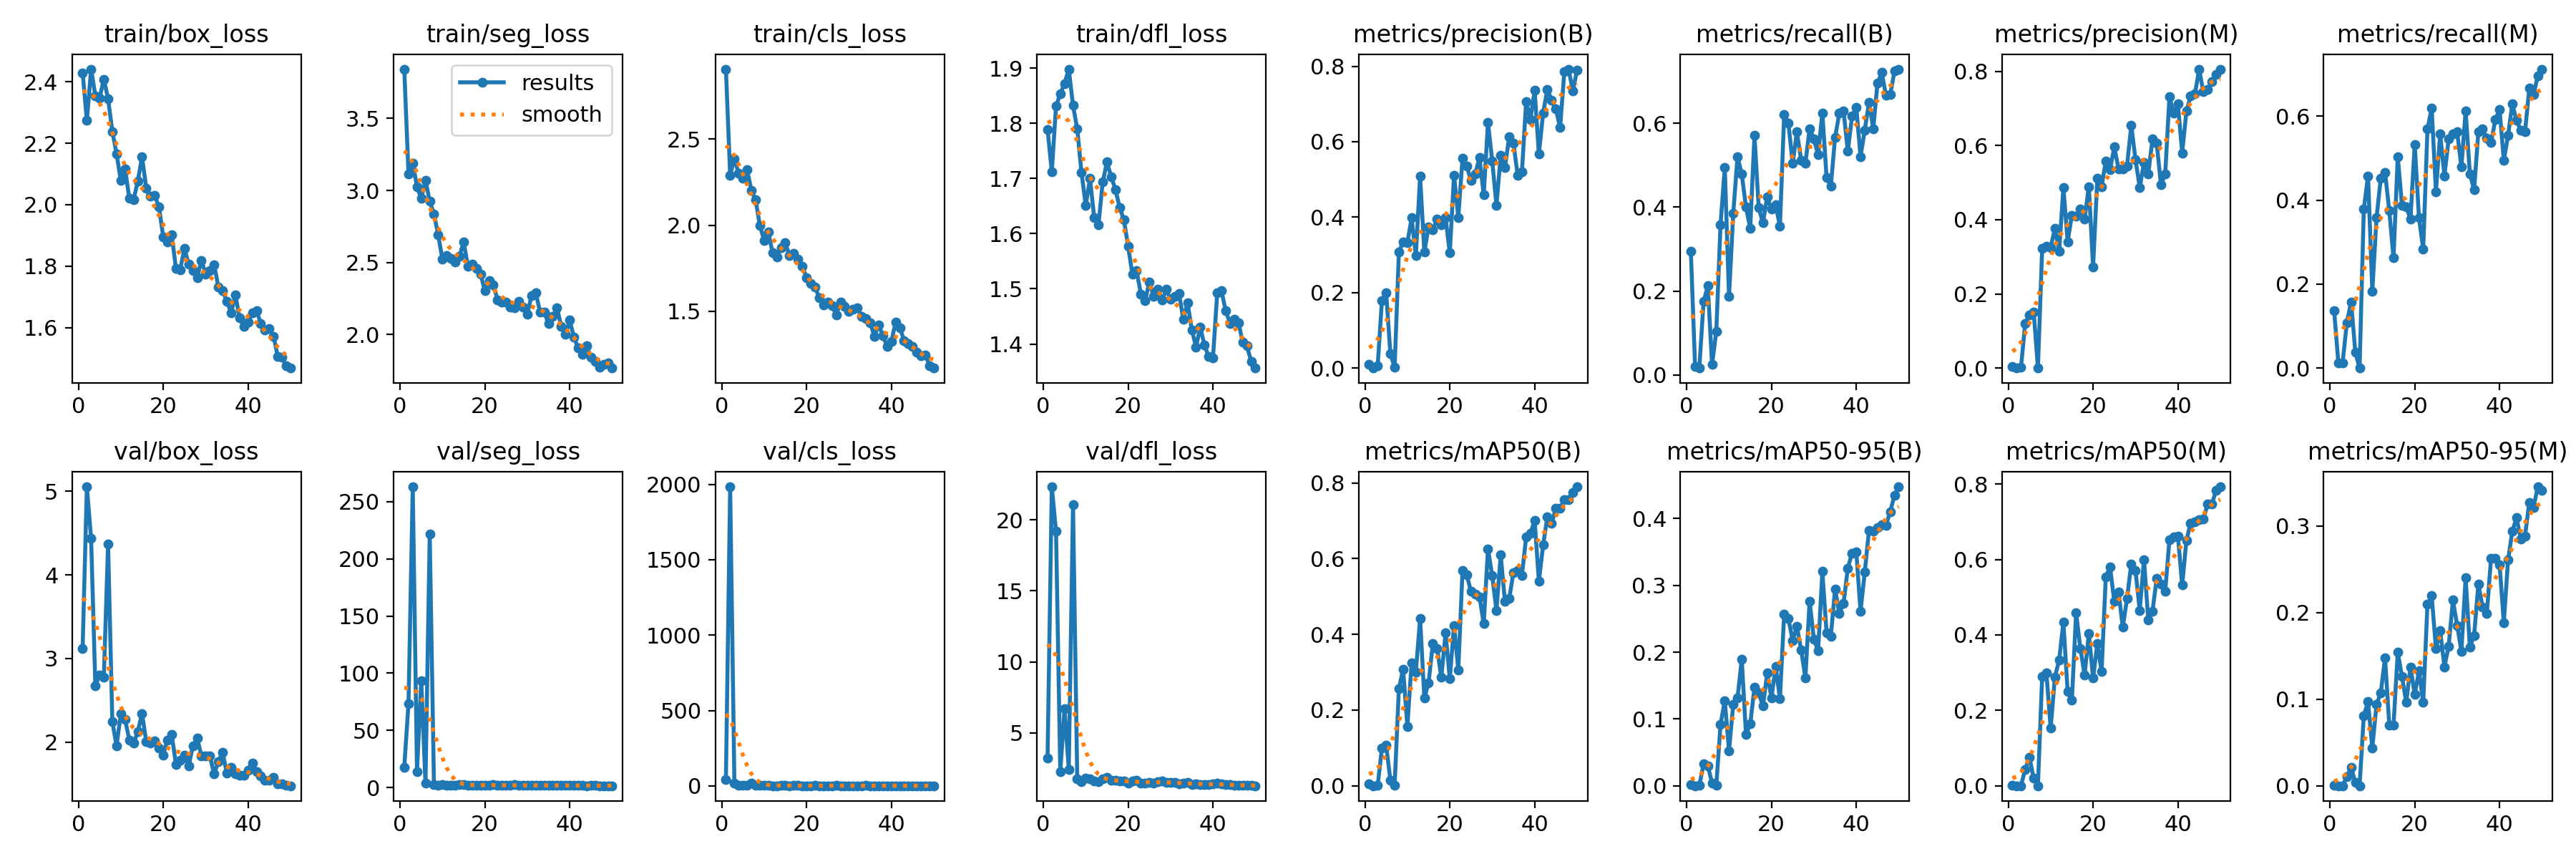 train/box_loss
train/seg_loss
train/cls_loss
train/dfl_loss
metrics/precision(B)
metrics/recall(B)
metrics/precision(M)
metrics/recall(M)
results
smooth
2.4
2.2
2.0
1.8
1.6
0 20 40
3.5
3.0
2.5
2.0
0 20 40
2.5
2.0
1.5
0 20 40
1.9
1.8
1.7
1.6
1.5
1.4
0 20 40
0.8
0.6
0.4
0.2
0.0
0 20 40
0.6
0.4
0.2
0.0
0 20 40
0.8
0.6
0.4
0.2
0.0
0 20 40
0.6
0.4
0.2
0.0
0 20 40
val/box_loss
val/seg_loss
val/cls_loss
val/dfl_loss
metrics/mAP50(B)
metrics/mAP50-95(B)
metrics/mAP50(M)
metrics/mAP50-95(M)
5
4
3
2
0 20 40
250
200
150
100
50
0
0 20 40
2000
1500
1000
500
0
0 20 40
20
15
10
5
0 20 40
0.8
0.6
0.4
0.2
0.0
0 20 40
0.4
0.3
0.2
0.1
0.0
0 20 40
0.8
0.6
0.4
0.2
0.0
0 20 40
0.3
0.2
0.1
0.0
0 20 40